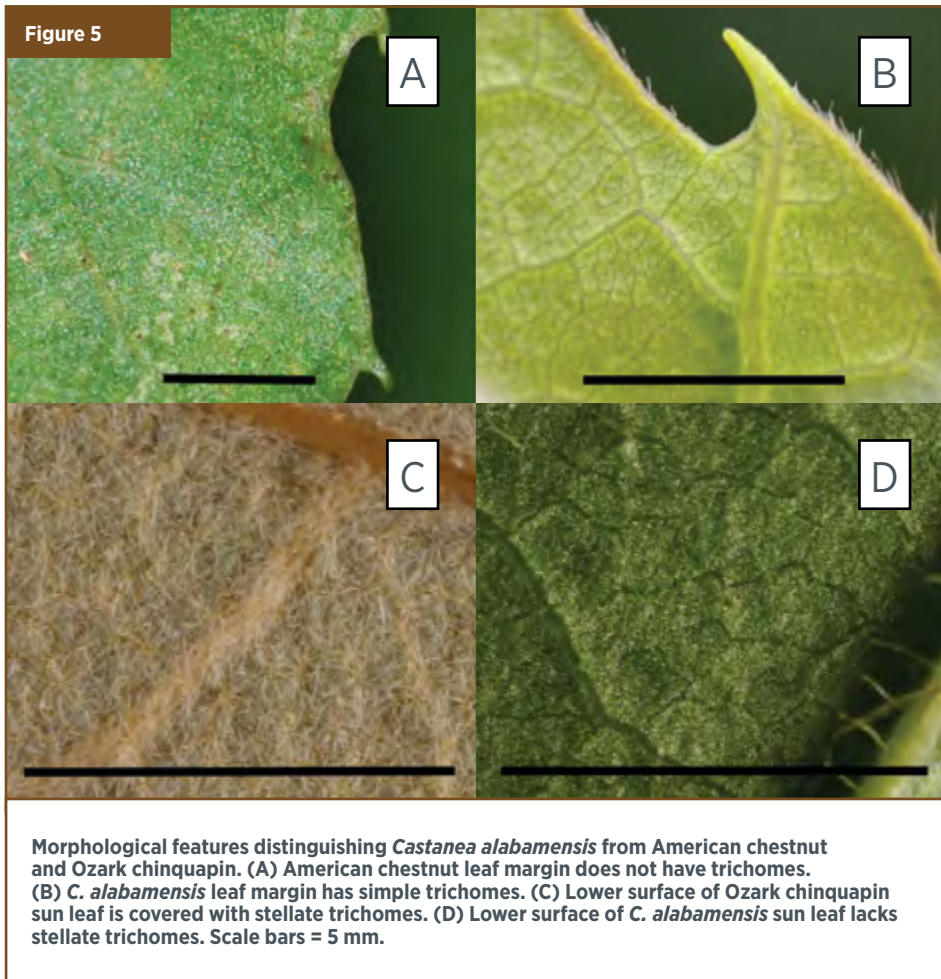 Figure 5
A
B
C
D
Morphological features distinguishing Castanea alabamensis from American chestnut
and Ozark chinquapin. (A) American chestnut leaf margin does not have trichomes.
(B) C. alabamensis leaf margin has simple trichomes. (C) Lower surface of Ozark chinquapin
sun leaf is covered with stellate trichomes. (D) Lower surface of C. alabamensis sun leaf lacks
stellate trichomes. Scale bars = 5 mm.